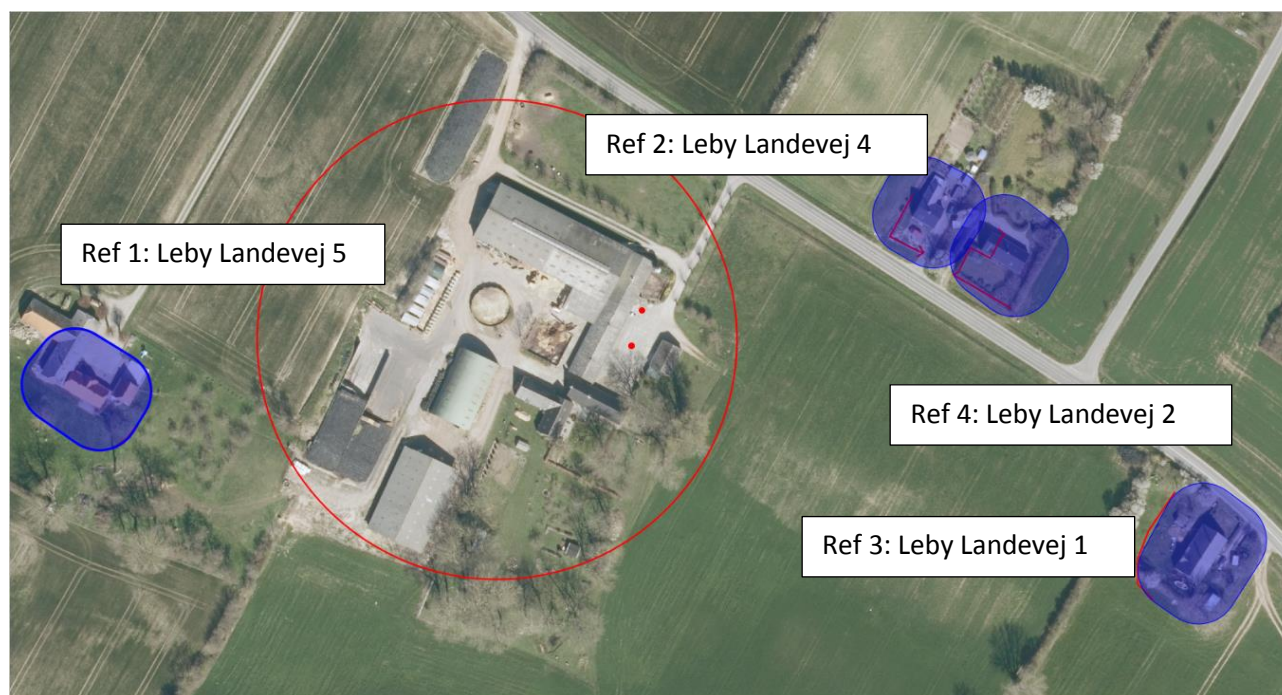 Ref 2: Leby Landevej 4
Ref 1: Leby Landevej 5
Ref 4: Leby Landevej 2
Ref 3: Leby Landevej 1